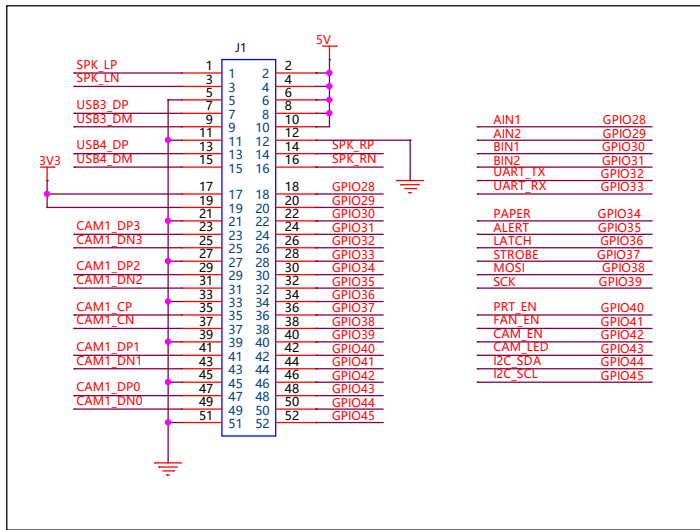 J1
5V
SPK_LP 1 1 2 2
SPK_LN 3 3 4 4
5 5 6 6
USB3_DP 7 7 8 8
USB3_DM 9 9 10 10
11 11 12 12
USB4_DP 13 13 14 14 SPK_RP
USB4_DM 15 15 16 16 SPK_RN
3V3
17 17 18 18 GPIO28
19 19 20 20 GPIO29
21 21 22 22 GPIO30
CAM1_DP3 23 23 24 24 GPIO31
CAM1_DN3 25 25 26 26 GPIO32
27 27 28 28 GPIO33
CAM1_DP2 29 29 30 30 GPIO34
CAM1_DN2 31 31 32 32 GPIO35
33 33 34 34 GPIO36
CAM1_CP 35 35 36 36 GPIO37
CAM1_CN 37 37 38 38 GPIO38
39 39 40 40 GPIO39
CAM1_DP1 41 41 42 42 GPIO40
CAM1_DN1 43 43 44 44 GPIO41
45 45 46 46 GPIO42
CAM1_DP0 47 47 48 48 GPIO43
CAM1_DN0 49 49 50 50 GPIO44
51 51 52 52 GPIO45
AIN1 GPIO28
AIN2 GPIO29
BIN1 GPIO30
BIN2 GPIO31
UART_TX GPIO32
UART_RX GPIO33
PAPER GPIO34
ALERT GPIO35
LATCH GPIO36
STROBE GPIO37
MOSI GPIO38
SCK GPIO39
PRT_EN GPIO40
FAN_EN GPIO41
CAM_EN GPIO42
CAM_LED GPIO43
I2C_SDA GPIO44
I2C_SCL GPIO45